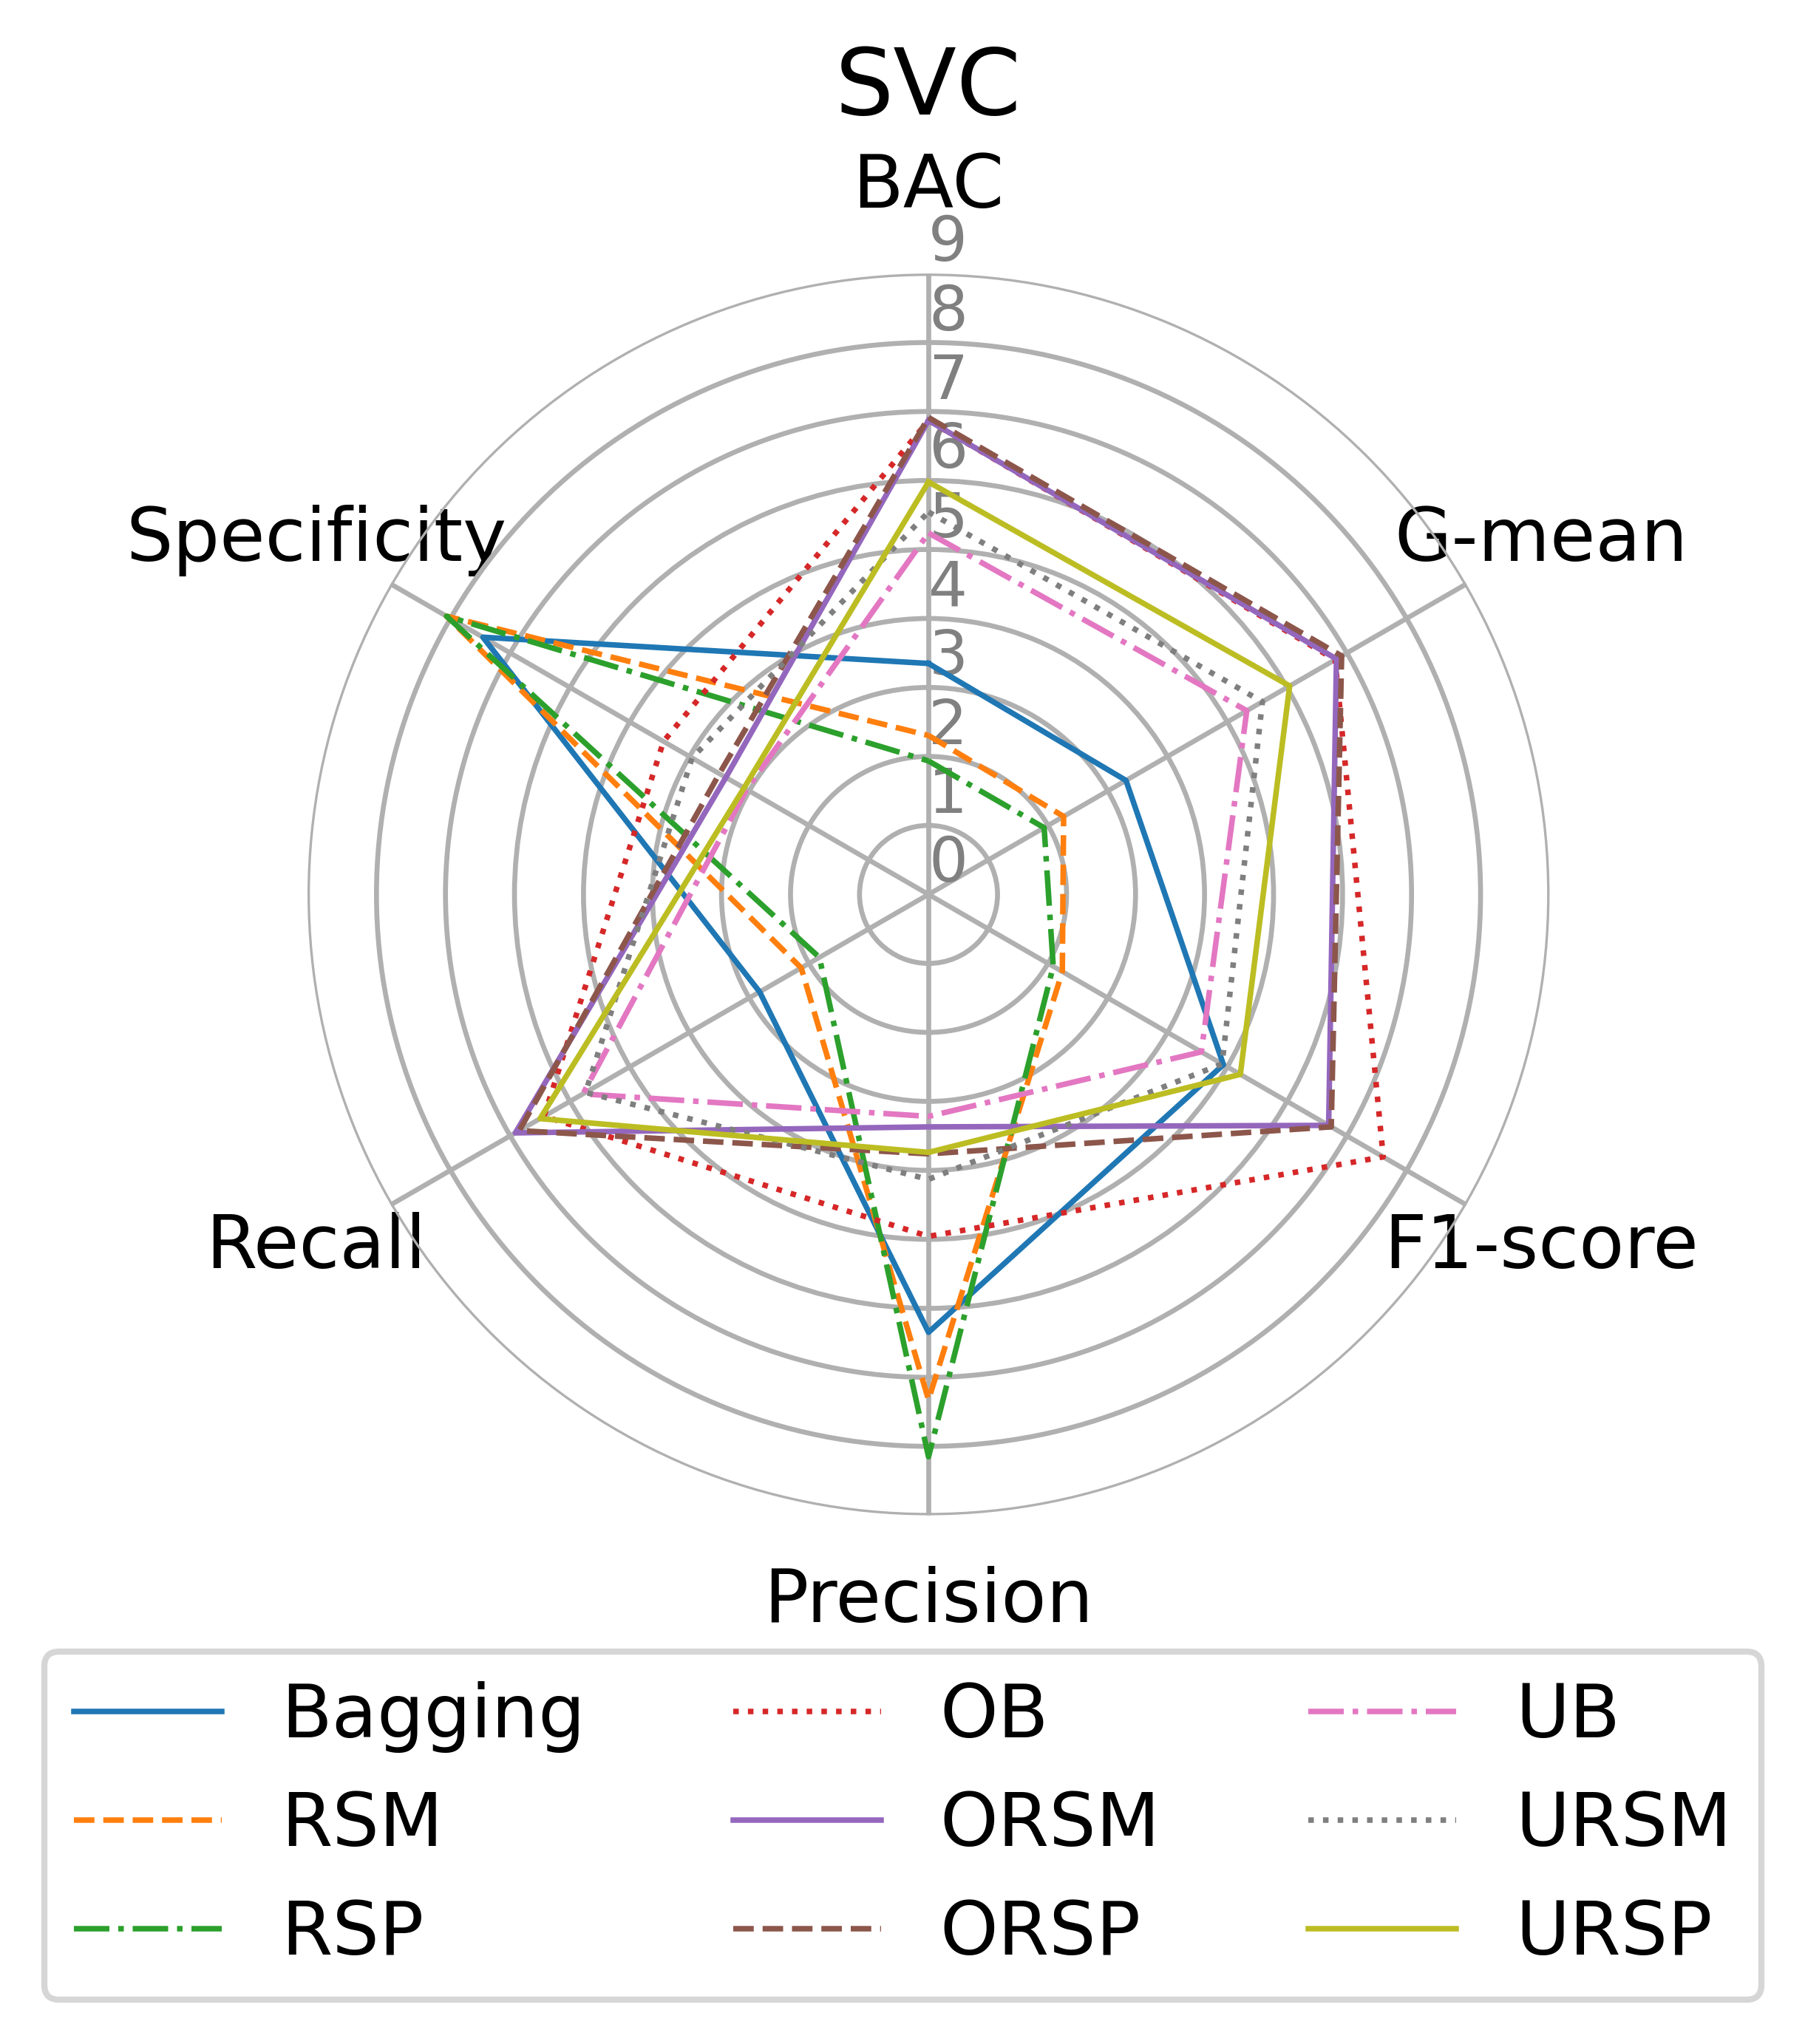 SVC
BAC
9
8
7
6
5
4
3
2
1
0
Specificity
G-mean
Recall
F1-score
Precision
Bagging OB UB
RSM ORSM URSM
RSP ORSP URSP